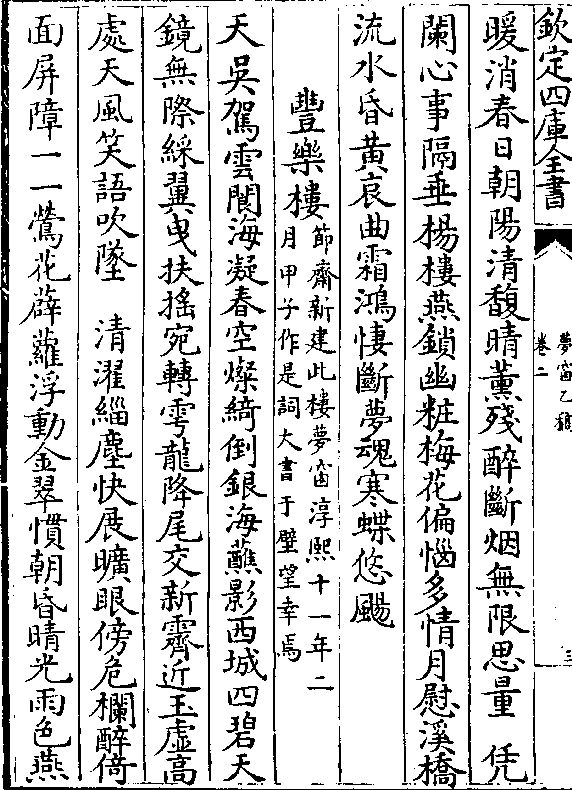 欽定四庫全書
夢窗乙稿
卷二
三
暖消春日朝陽清馥晴薰殘醉斷烟無限思量　凭
闌心事隔垂楊樓燕鎖幽粧梅花偏惱多情月慰溪橋
流水昏黃哀曲霜鴻悽斷夢魂寒蝶悠颺
豐樂樓節齋新建此樓夢窗淳熙十一年二
月甲子作是詞大書于壁望幸焉
天吳駕雲閬海凝春空燦綺倒銀海蘸影西城四碧天
鏡無際綵翼曳扶搖宛轉雩龍降尾交新霽近玉虛高
處天風笑語吹墜　清濯緇塵快展曠眼傍危欄醉倚
面屏障一一鶯花薜蘿浮動金翠慣朝昏晴光雨色燕